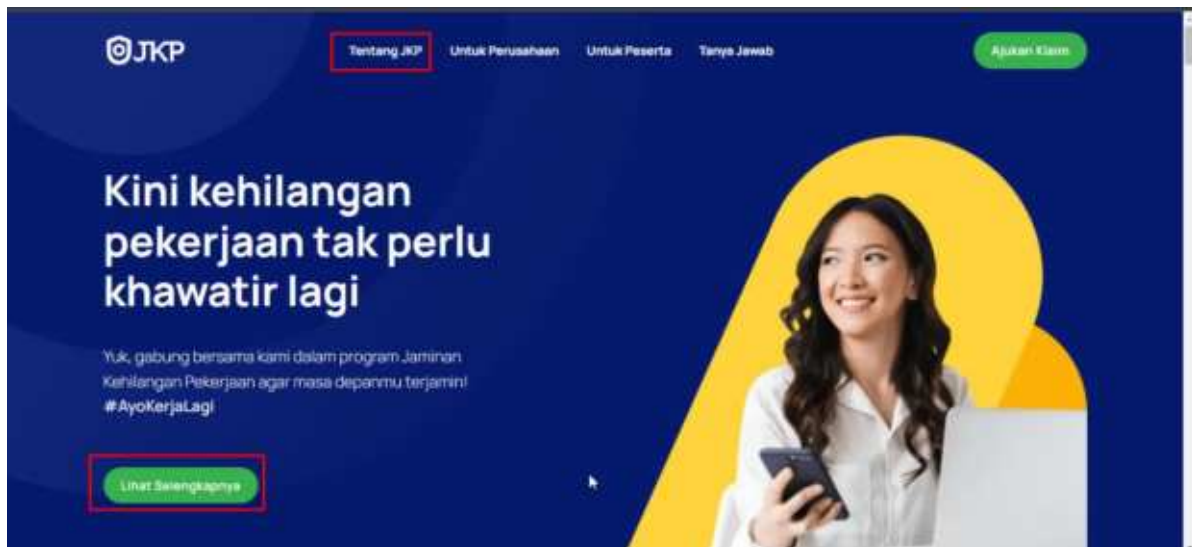 JKP
Tentang JKP
Untuk Perusahaan
Untuk Peserta
Tanya Jawab
Ajukan Klaim
Kini kehilangan
pekerjaan tak perlu
khawatir lagi
Yuk, gabung bersama kami dalam program Jaminan
Kehilangan Pekerjaan agar masa depanmu terjamin!
#AyoKerjaLagi
Lihat Selengkapnya